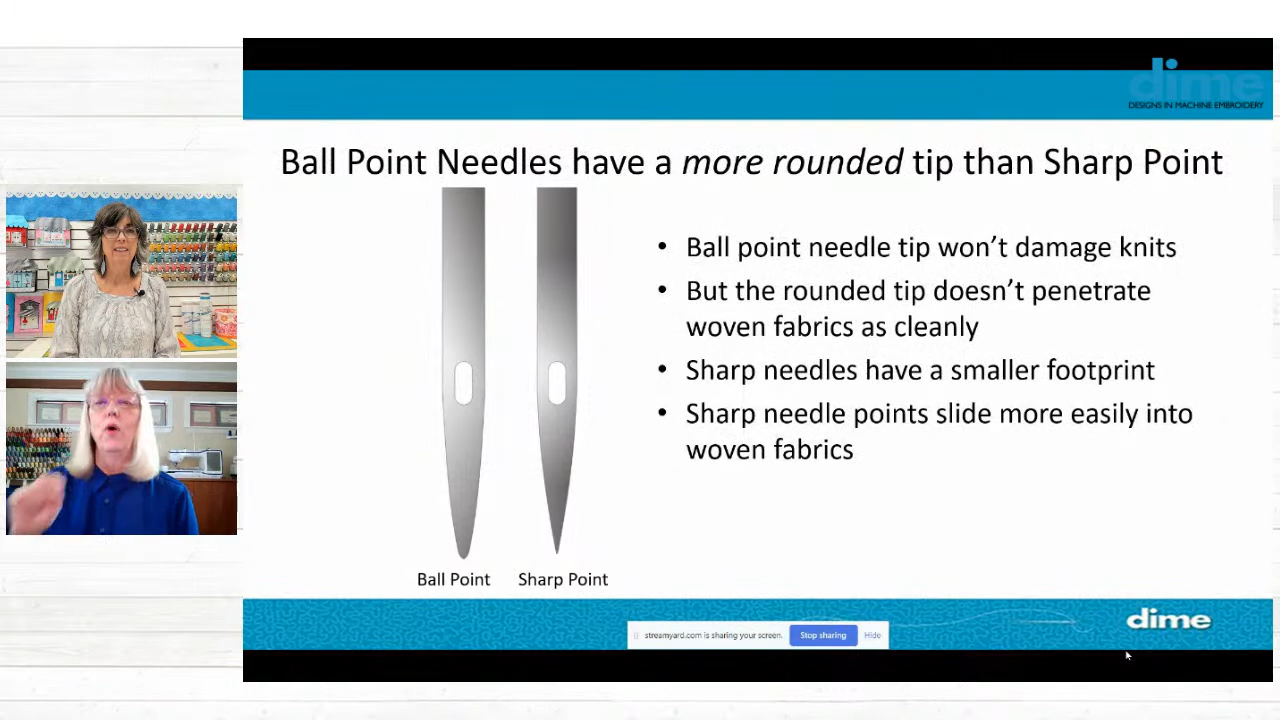 dime
DESIGNS IN MACHINE EMBROIDERY
Ball Point Needles have a more rounded tip than Sharp Point
• Ball point needle tip won’t damage knits
• But the rounded tip doesn’t penetrate
woven fabrics as cleanly
• Sharp needles have a smaller footprint
• Sharp needle points slide more easily into
woven fabrics
Ball Point
Sharp Point
dime
streamyard.com is sharing your screen.
Stop sharing
Hide